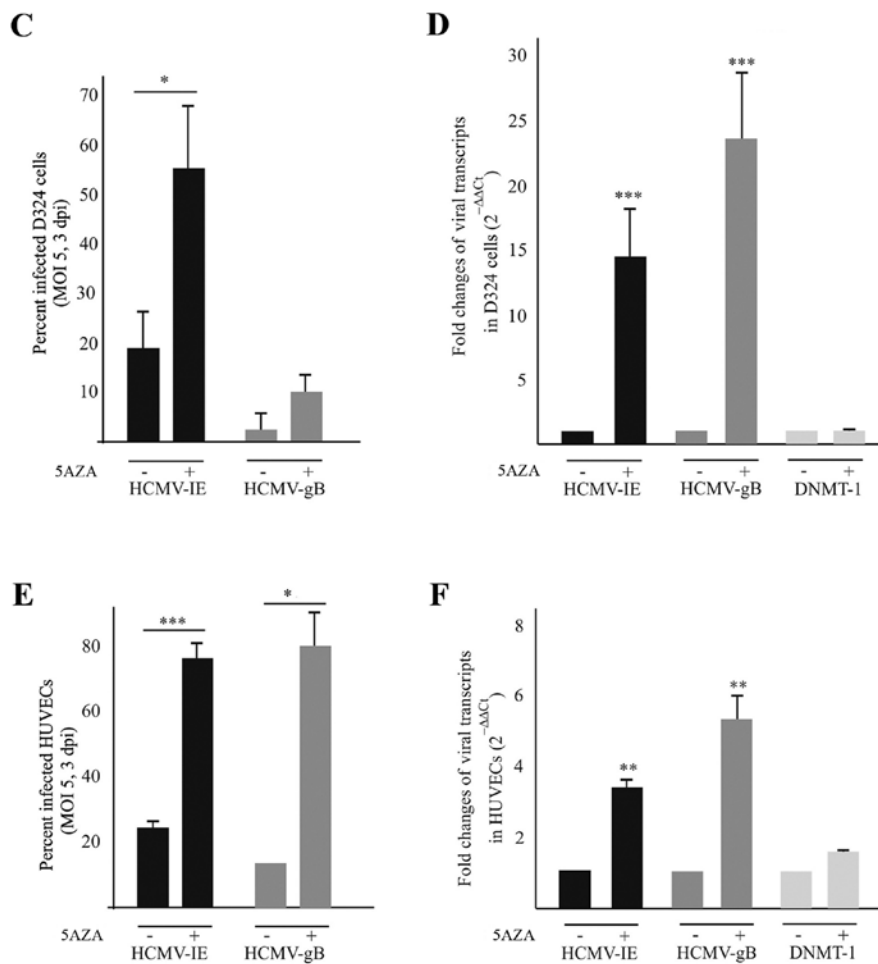 C
Percent infected D324 cells
(MOI 5, 3 dpi)
70
60
50
40
30
20
10
*
5AZA - + - +
HCMV-IE HCMV-gB
D
Fold changes of viral transcripts
in D324 cells (2^−ΔΔCt)
30
25
20
15
10
5
***
***
5AZA - + - + - +
HCMV-IE HCMV-gB DNMT-1
E
Percent infected HUVECs
(MOI 5, 3 dpi)
80
60
40
20
***
*
5AZA - + - +
HCMV-IE HCMV-gB
F
Fold changes of viral transcripts
in HUVECs (2^−ΔΔCt)
8
6
4
2
**
**
5AZA - + - + - +
HCMV-IE HCMV-gB DNMT-1